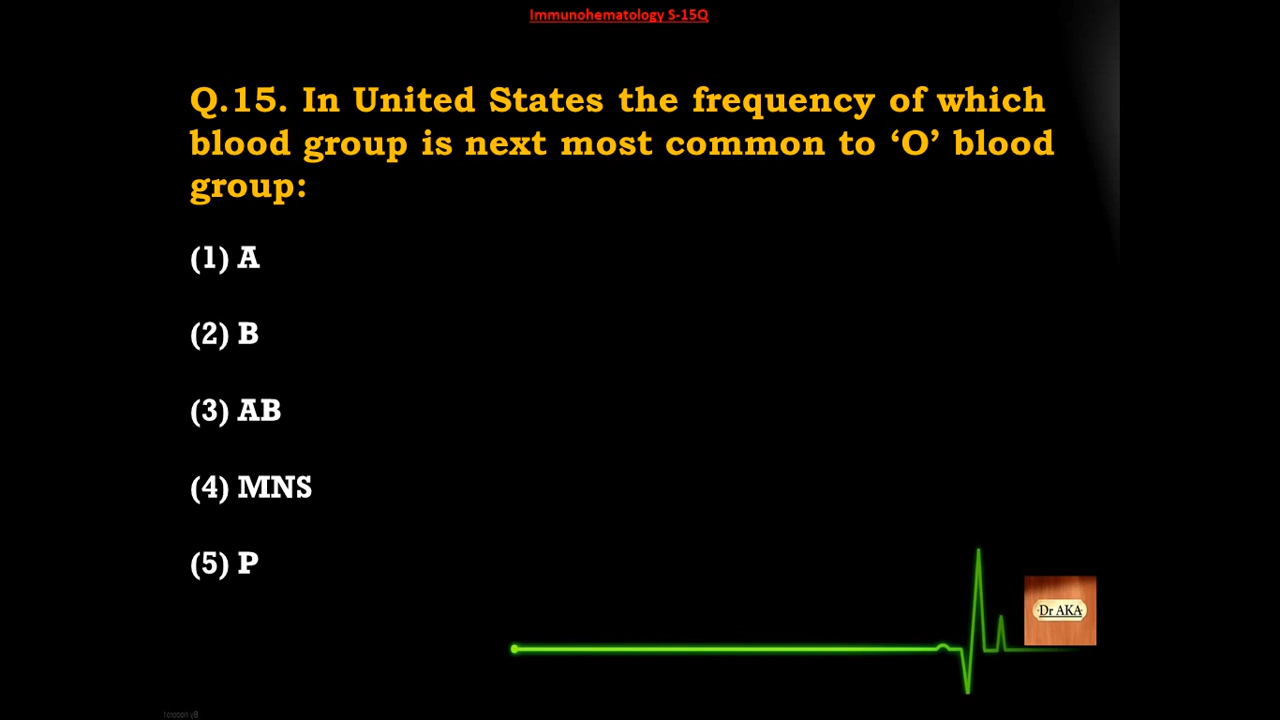 Immunohematology S-15Q
Q.15. In United States the frequency of which
blood group is next most common to ‘O’ blood
group:
(1) A
(2) B
(3) AB
(4) MNS
(5) P
Dr AKA